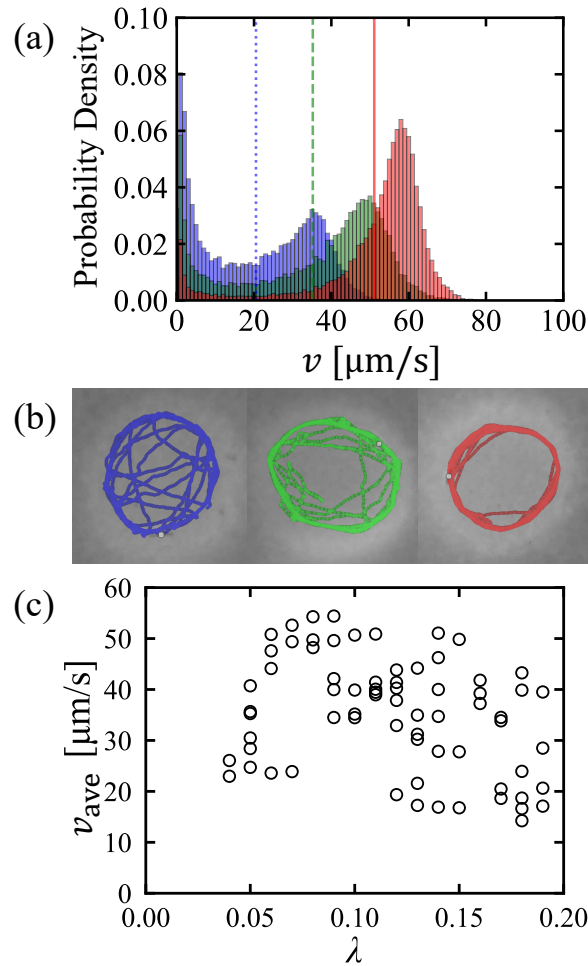 (a)
Probability Density
0.10
0.08
0.06
0.04
0.02
0.00
0 20 40 60 80 100
v [μm/s]
(b)
(c)
v_ave [μm/s]
60
50
40
30
20
10
0
0.00 0.05 0.10 0.15 0.20
λ